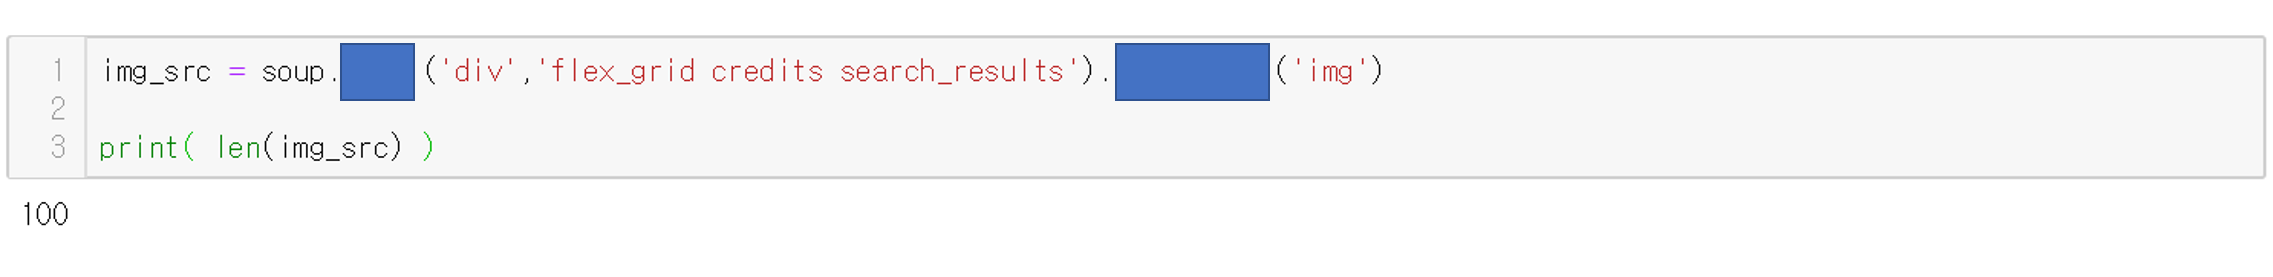 1 img_src = soup. ('div','flex_grid credits search_results'). ('img')
2
3 print( len(img_src) )
100